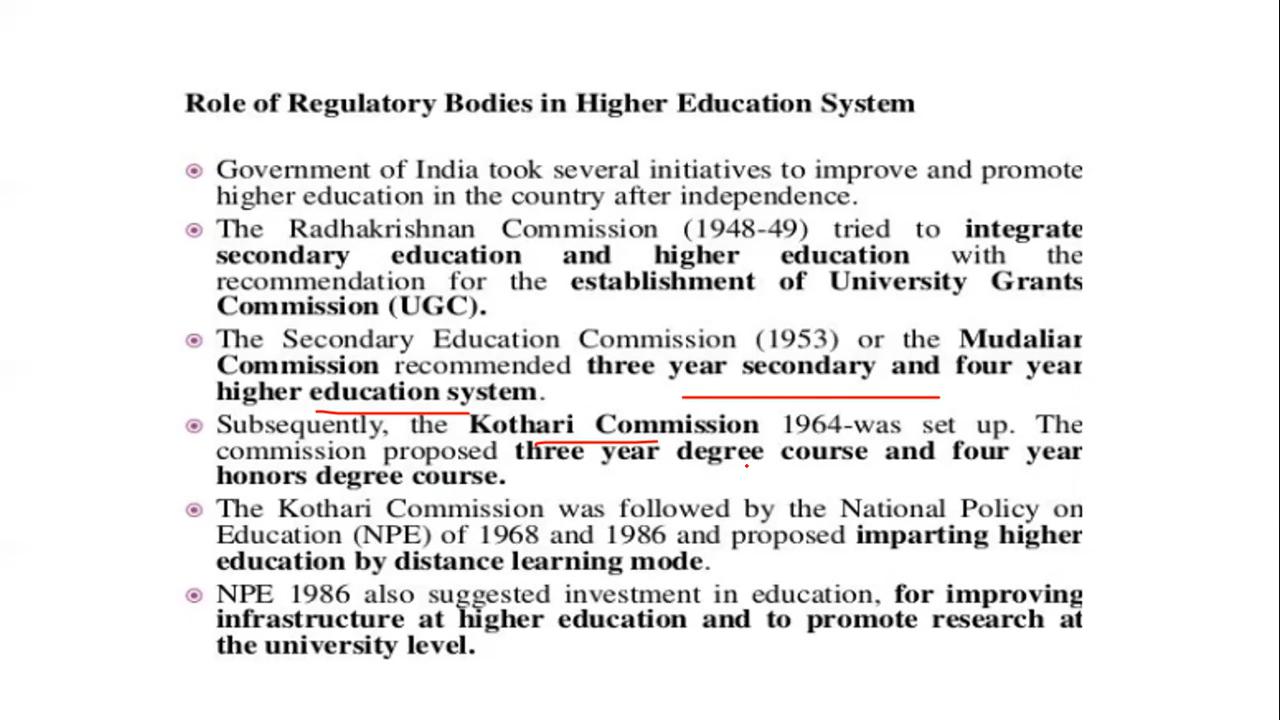 Role of Regulatory Bodies in Higher Education System
Government of India took several initiatives to improve and promote
higher education in the country after independence.
The Radhakrishnan Commission (1948-49) tried to integrate
secondary education and higher education with the
recommendation for the establishment of University Grants
Commission (UGC).
The Secondary Education Commission (1953) or the Mudaliar
Commission recommended three year secondary and four year
higher education system.
Subsequently, the Kothari Commission 1964-was set up. The
commission proposed three year degree course and four year
honors degree course.
The Kothari Commission was followed by the National Policy on
Education (NPE) of 1968 and 1986 and proposed imparting higher
education by distance learning mode.
NPE 1986 also suggested investment in education, for improving
infrastructure at higher education and to promote research at
the university level.